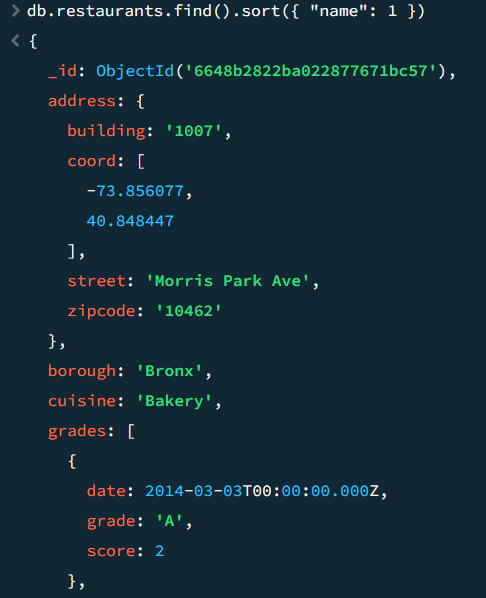 > db.restaurants.find().sort({ "name": 1 })
< {
_id: ObjectId('6648b2822ba022877671bc57'),
address: {
building: '1007',
coord: [
-73.856077,
40.848447
],
street: 'Morris Park Ave',
zipcode: '10462'
},
borough: 'Bronx',
cuisine: 'Bakery',
grades: [
{
date: 2014-03-03T00:00:00.000Z,
grade: 'A',
score: 2
},